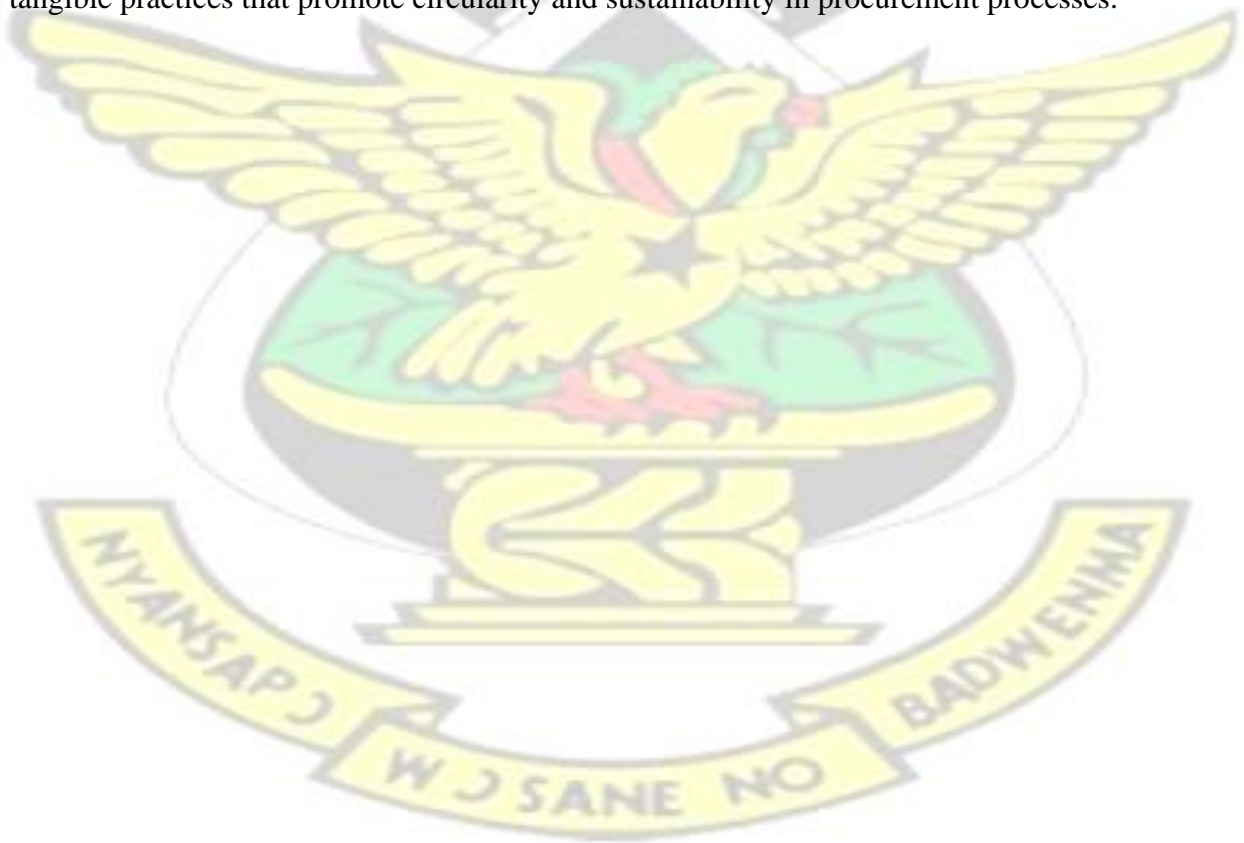 tangible practices that promote circularity and sustainability in procurement processes.
NYANSAPƆ
WƆSANE NO
BADWENMA